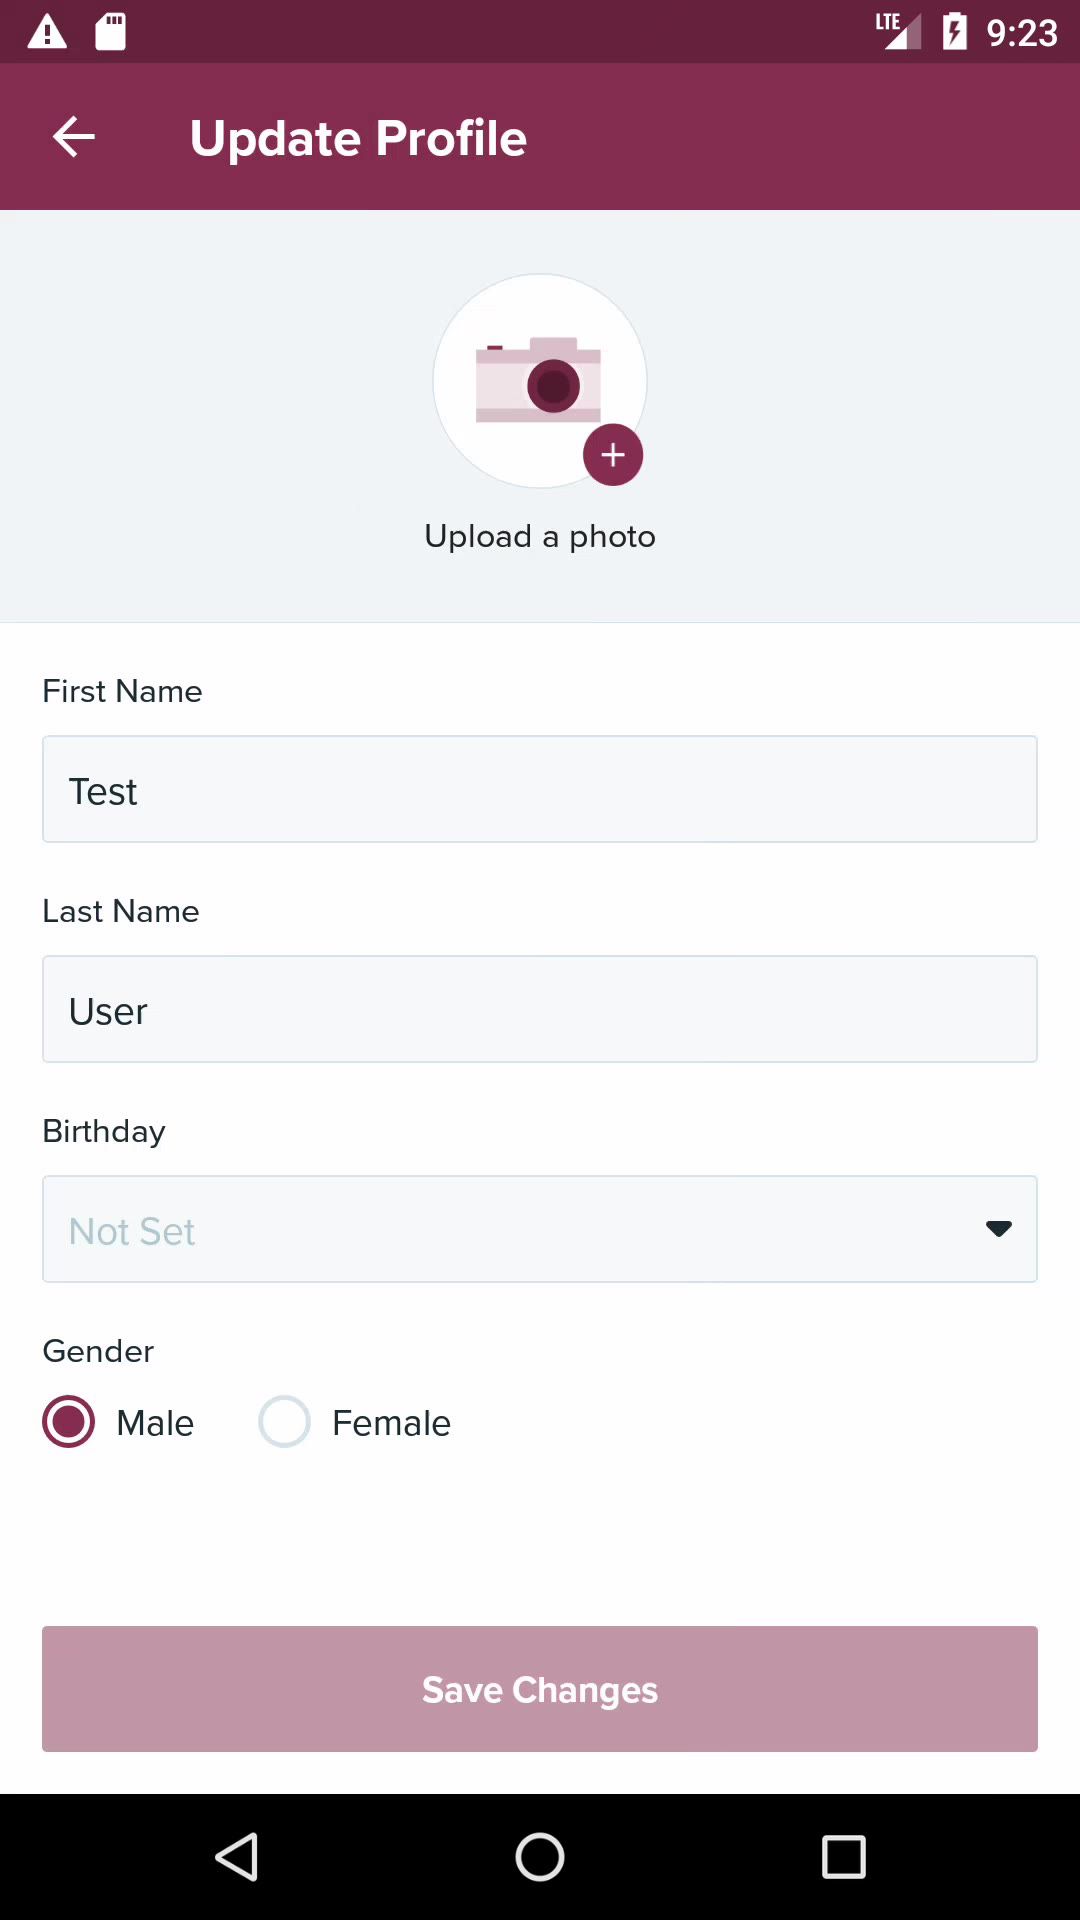 LTE 9:23
Update Profile
Upload a photo
First Name
Test
Last Name
User
Birthday
Not Set
Gender
Male Female
Save Changes